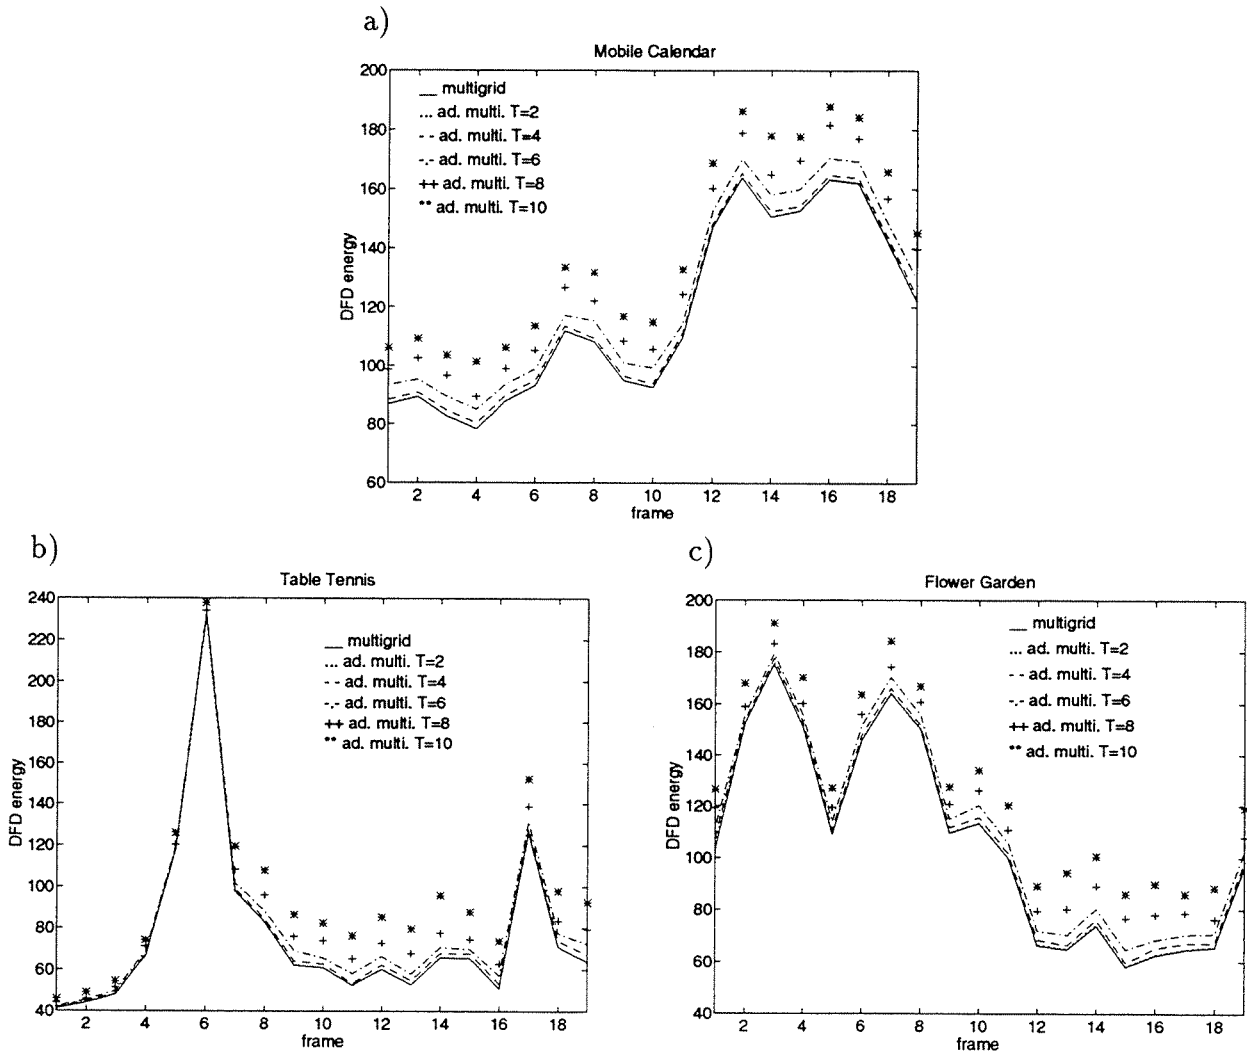 a)
Mobile Calendar
200
180
160
140
120
100
80
60
DFD energy
__ multigrid
... ad. multi. T=2
- - ad. multi. T=4
-.- ad. multi. T=6
++ ad. multi. T=8
** ad. multi. T=10
2 4 6 8 10 12 14 16 18
frame
b)
Table Tennis
240
220
200
180
160
140
120
100
80
60
40
DFD energy
__ multigrid
... ad. multi. T=2
- - ad. multi. T=4
-.- ad. multi. T=6
++ ad. multi. T=8
** ad. multi. T=10
2 4 6 8 10 12 14 16 18
frame
c)
Flower Garden
200
180
160
140
120
100
80
60
40
DFD energy
__ multigrid
... ad. multi. T=2
- - ad. multi. T=4
-.- ad. multi. T=6
++ ad. multi. T=8
** ad. multi. T=10
2 4 6 8 10 12 14 16 18
frame